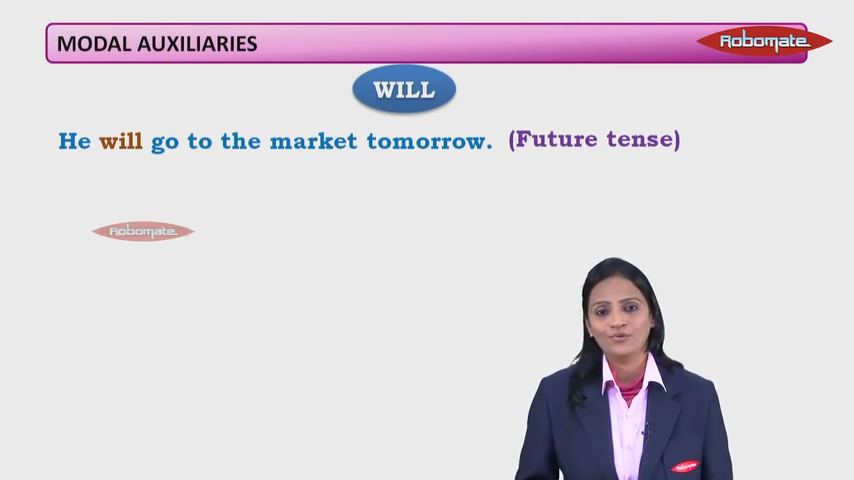 MODAL AUXILIARIES
Robomate
WILL
He will go to the market tomorrow. (Future tense)
Robomate